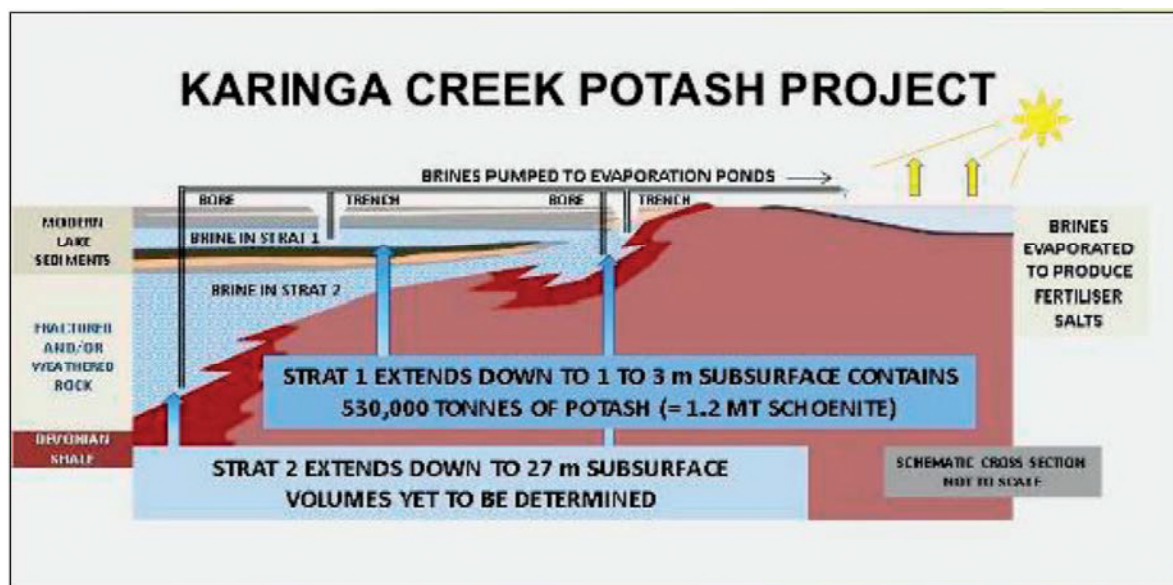 KARINGA CREEK POTASH PROJECT
BRINES PUMPED TO EVAPORATION PONDS
BORE
TRENCH
BORE
TRENCH
MODERN
LAKE
SEDIMENTS
BRINE IN STRAT 1
BRINE IN STRAT 2
FRACTURED
AND/OR
WEATHERED
ROCK
DEVONIAN
SHALE
BRINES
EVAPORATED
TO PRODUCE
FERTILISER
SALTS
STRAT 1 EXTENDS DOWN TO 1 TO 3 m SUBSURFACE CONTAINS
530,000 TONNES OF POTASH (= 1.2 MT SCHOENITE)
STRAT 2 EXTENDS DOWN TO 27 m SUBSURFACE
VOLUMES YET TO BE DETERMINED
SCHEMATIC CROSS SECTION
NOT TO SCALE